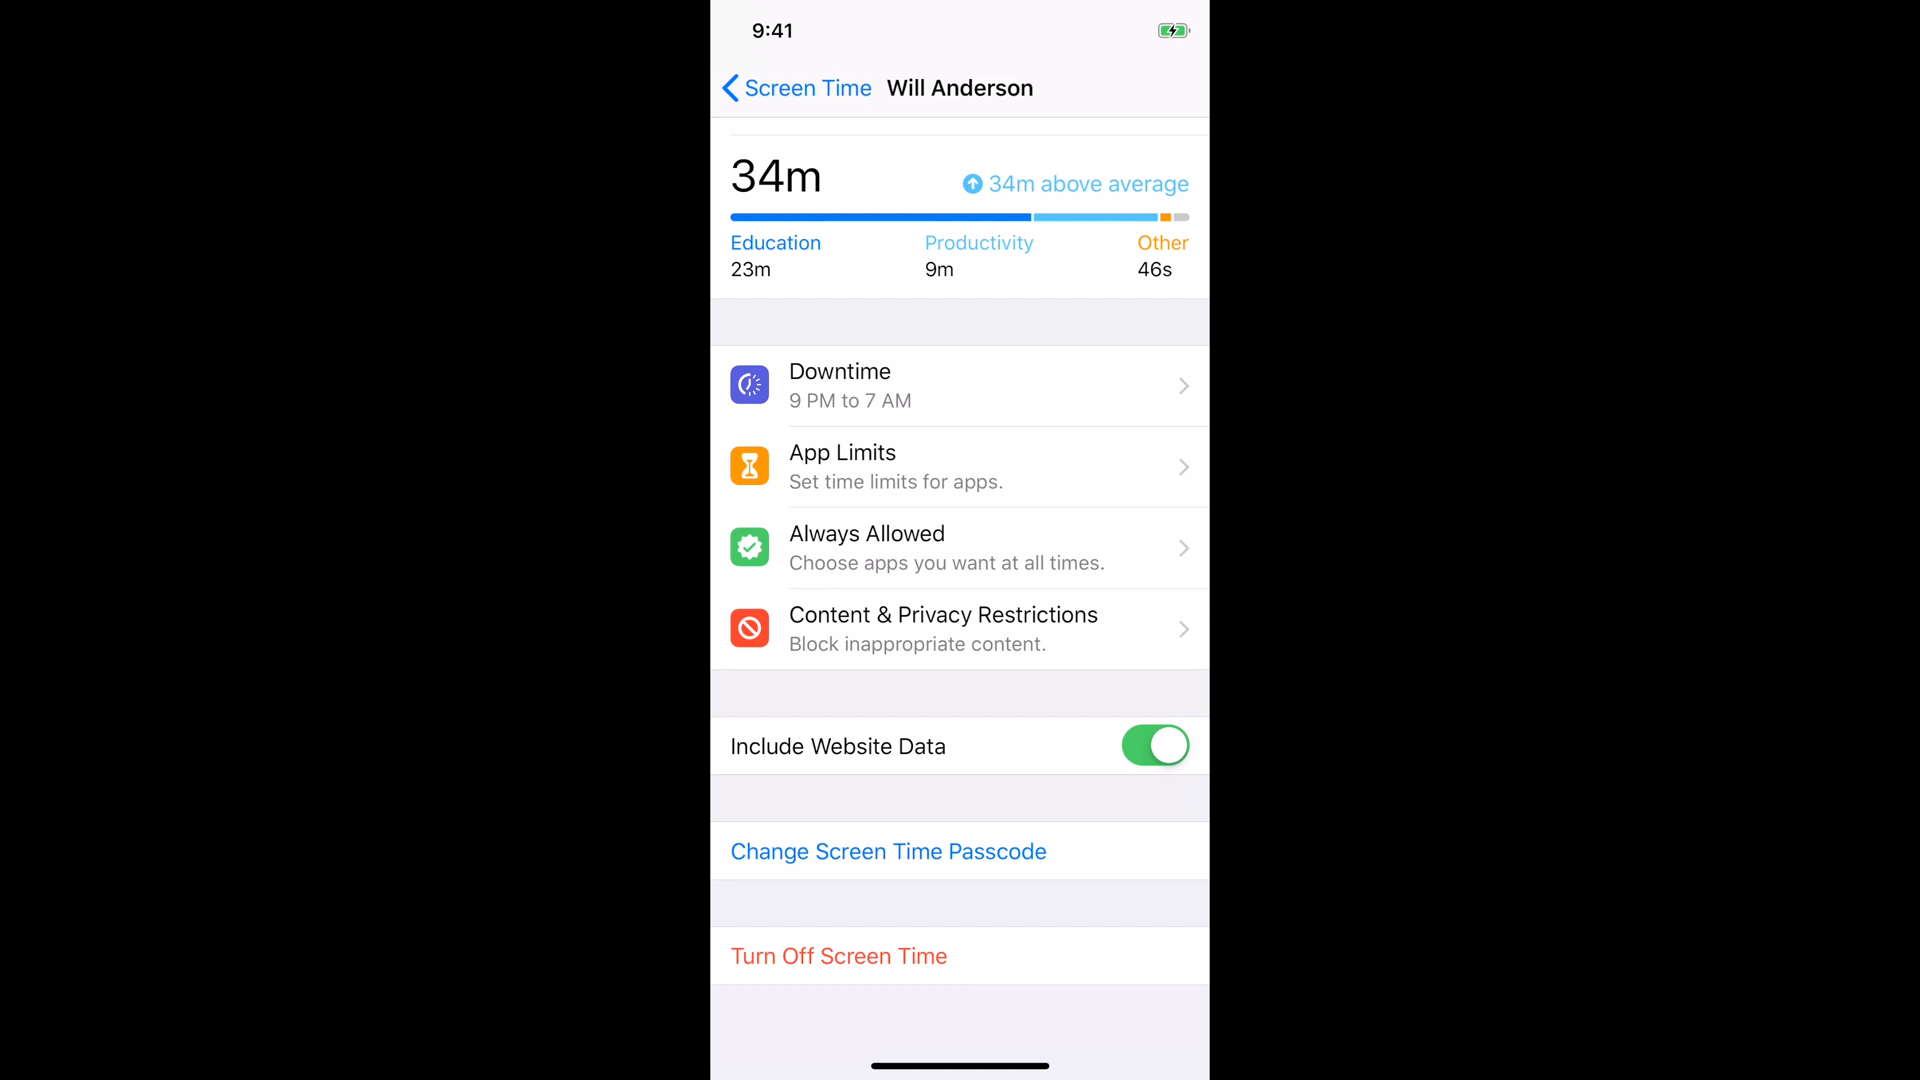 9:41
Screen Time Will Anderson
34m
34m above average
Education Productivity Other
23m 9m 46s
Downtime
9 PM to 7 AM
App Limits
Set time limits for apps.
Always Allowed
Choose apps you want at all times.
Content & Privacy Restrictions
Block inappropriate content.
Include Website Data
Change Screen Time Passcode
Turn Off Screen Time